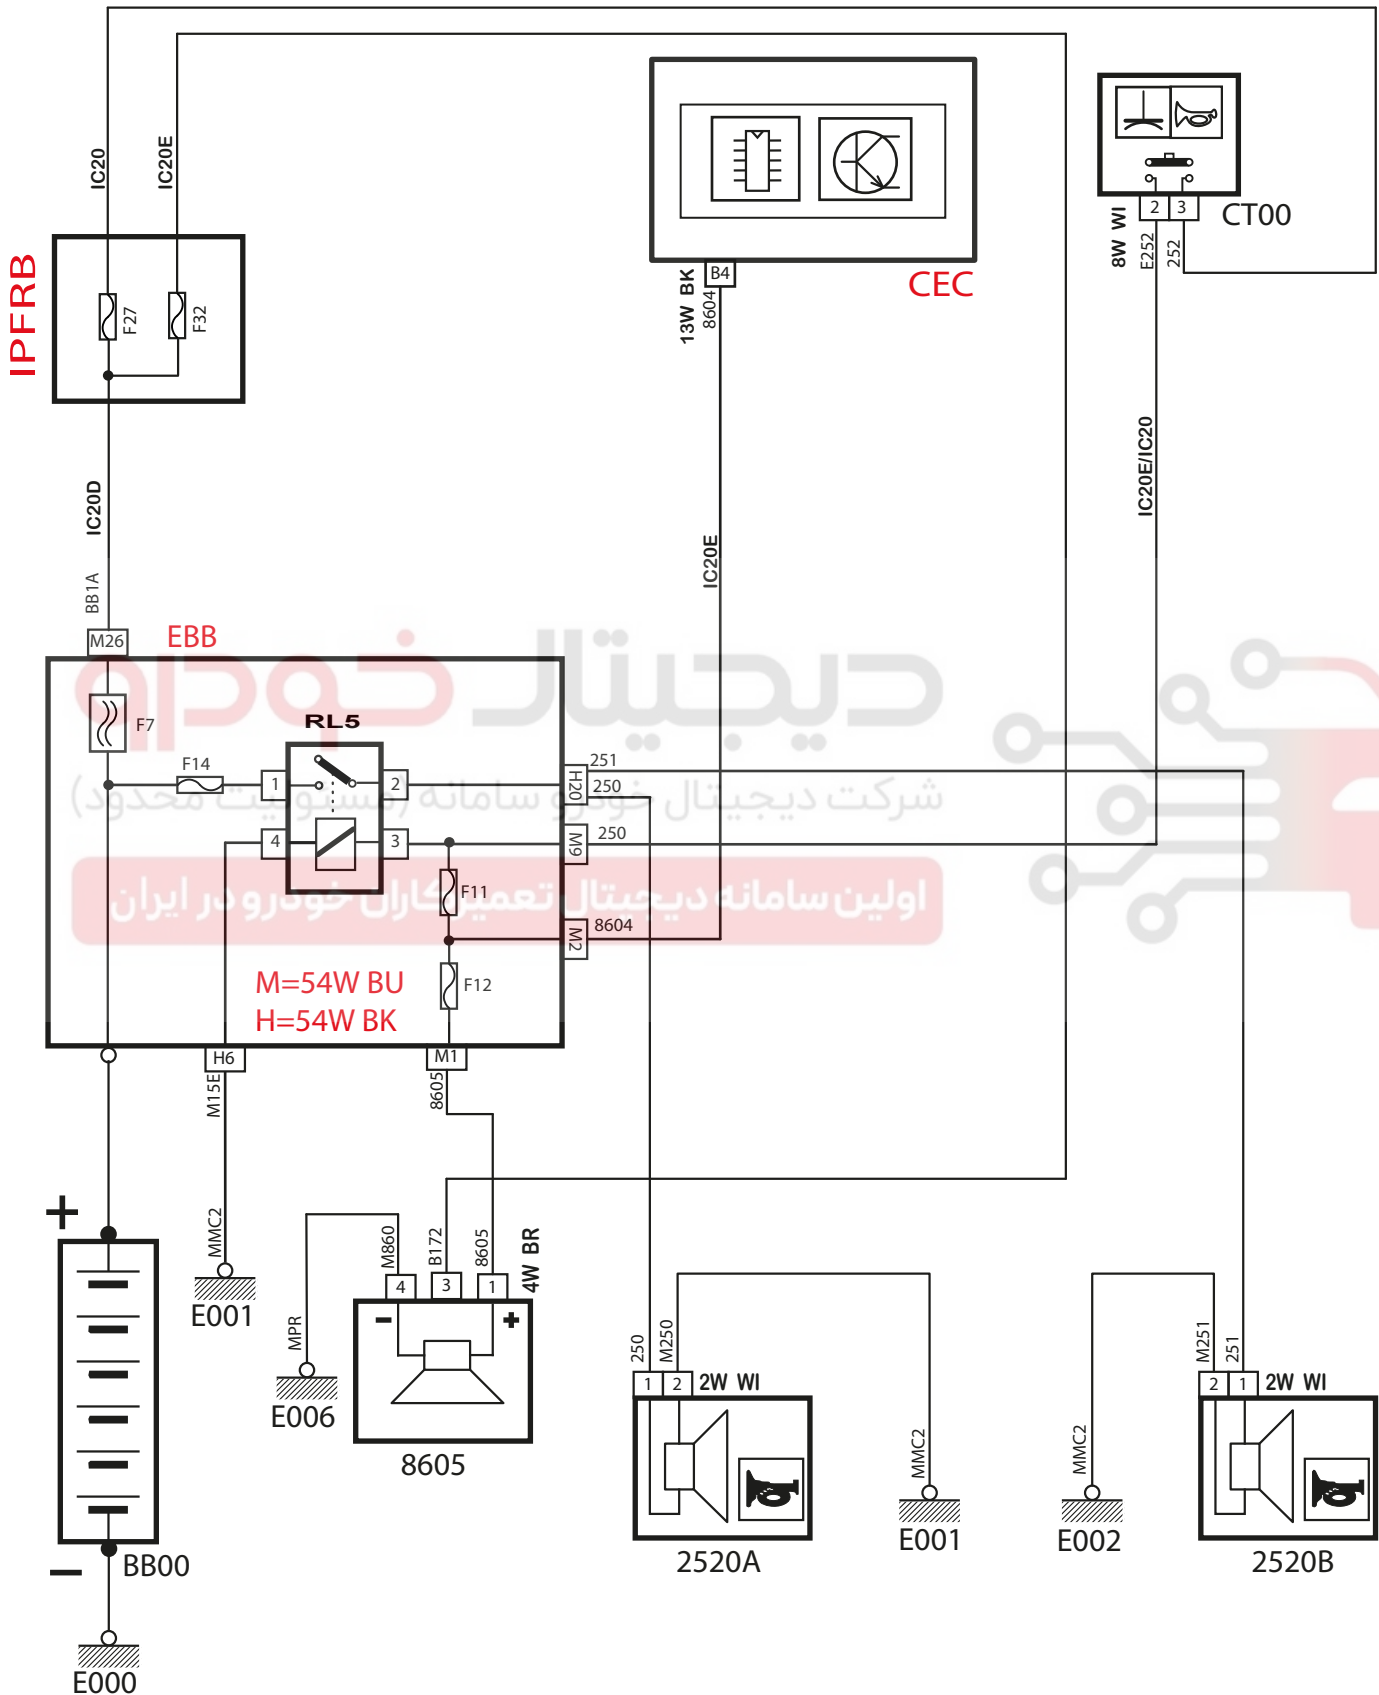 IC20
IC20E
IPFRB
F27
F32
IC20D
BB1A
CEC
13W BK
B4
8604
IC20E
CT00
8W WI
2
3
E252
252
IC20E/IC20
M26
EBB
F7
RL5
F14
1
2
4
3
H20
251
250
M9
250
F11
M2
8604
F12
M=54W BU
H=54W BK
دیجیتال خودرو
شرکت دیجیتال خودرو سامانه (مسئولیت محدود)
اولین سامانه دیجیتال تعمیرکاران خودرو در ایران
H6
M15E
M1
8605
MMC2
E001
+
−
BB00
E000
MPR
E006
M860
B172
8605
4W BR
4
3
1
-
+
8605
250
M250
1
2
2W WI
2520A
MMC2
E001
MMC2
E002
M251
251
2
1
2W WI
2520B